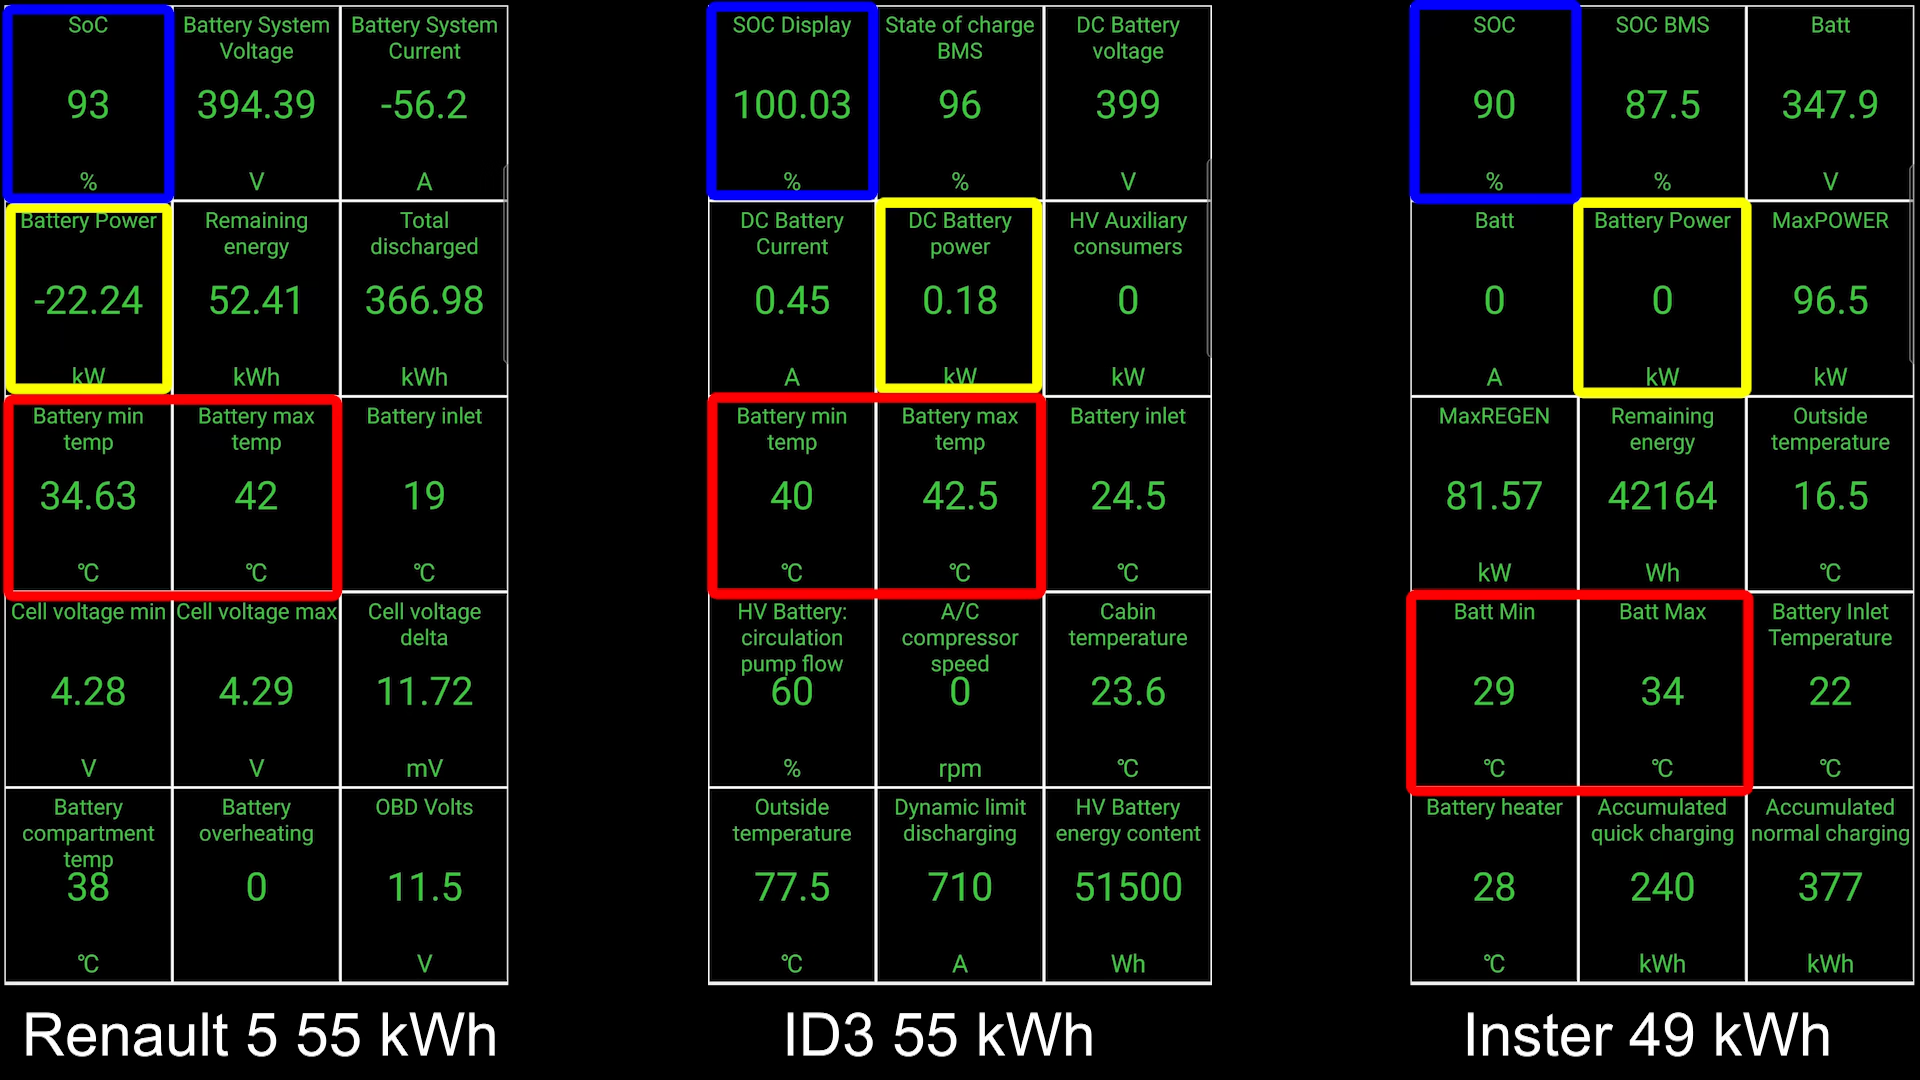 SoC
93
%
Battery System
Voltage
394.39
V
Battery System
Current
-56.2
A
Battery Power
-22.24
kW
Remaining
energy
52.41
kWh
Total
discharged
366.98
kWh
Battery min
temp
34.63
℃
Battery max
temp
42
℃
Battery inlet
19
℃
Cell voltage min
4.28
V
Cell voltage max
4.29
V
Cell voltage
delta
11.72
mV
Battery
compartment
temp
38
℃
Battery
overheating
0
OBD Volts
11.5
V
Renault 5 55 kWh
SOC Display
100.03
%
State of charge
BMS
96
%
DC Battery
voltage
399
V
DC Battery
Current
0.45
A
DC Battery
power
0.18
kW
HV Auxiliary
consumers
0
kW
Battery min
temp
40
℃
Battery max
temp
42.5
℃
Battery inlet
24.5
℃
HV Battery:
circulation
pump flow
60
%
A/C
compressor
speed
0
rpm
Cabin
temperature
23.6
℃
Outside
temperature
77.5
℃
Dynamic limit
discharging
710
A
HV Battery
energy content
51500
Wh
ID3 55 kWh
SOC
90
%
SOC BMS
87.5
%
Batt
347.9
V
Batt
0
A
Battery Power
0
kW
MaxPOWER
96.5
kW
MaxREGEN
81.57
kW
Remaining
energy
42164
Wh
Outside
temperature
16.5
℃
Batt Min
29
℃
Batt Max
34
℃
Battery Inlet
Temperature
22
℃
Battery heater
28
℃
Accumulated
quick charging
240
kWh
Accumulated
normal charging
377
kWh
Inster 49 kWh